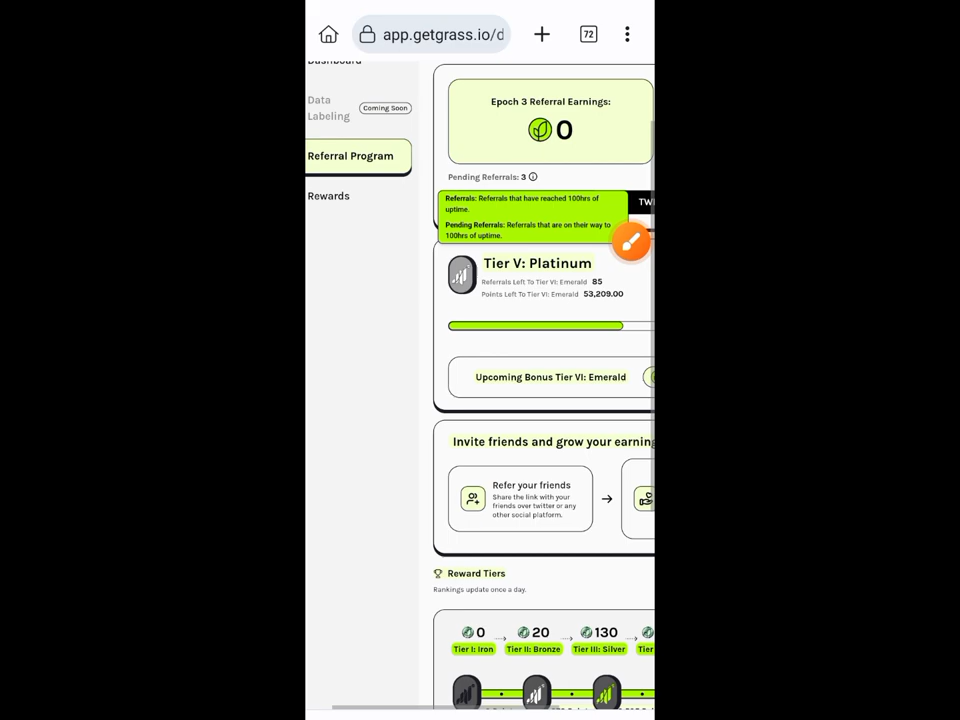 app.getgrass.io/d
72
Dashboard
Data
Labeling
Coming Soon
Referral Program
Rewards
Epoch 3 Referral Earnings:
0
Pending Referrals: 3
Referrals: Referrals that have reached 100hrs of
uptime.
Pending Referrals: Referrals that are on their way to
100hrs of uptime.
TW
Tier V: Platinum
Referrals Left To Tier VI: Emerald 85
Points Left To Tier VI: Emerald 53,209.00
Upcoming Bonus Tier VI: Emerald
Invite friends and grow your earning
Refer your friends
Share the link with your
friends over twitter or any
other social platform.
Reward Tiers
Rankings update once a day.
0
20
130
Tier I: Iron
Tier II: Bronze
Tier III: Silver
Tier